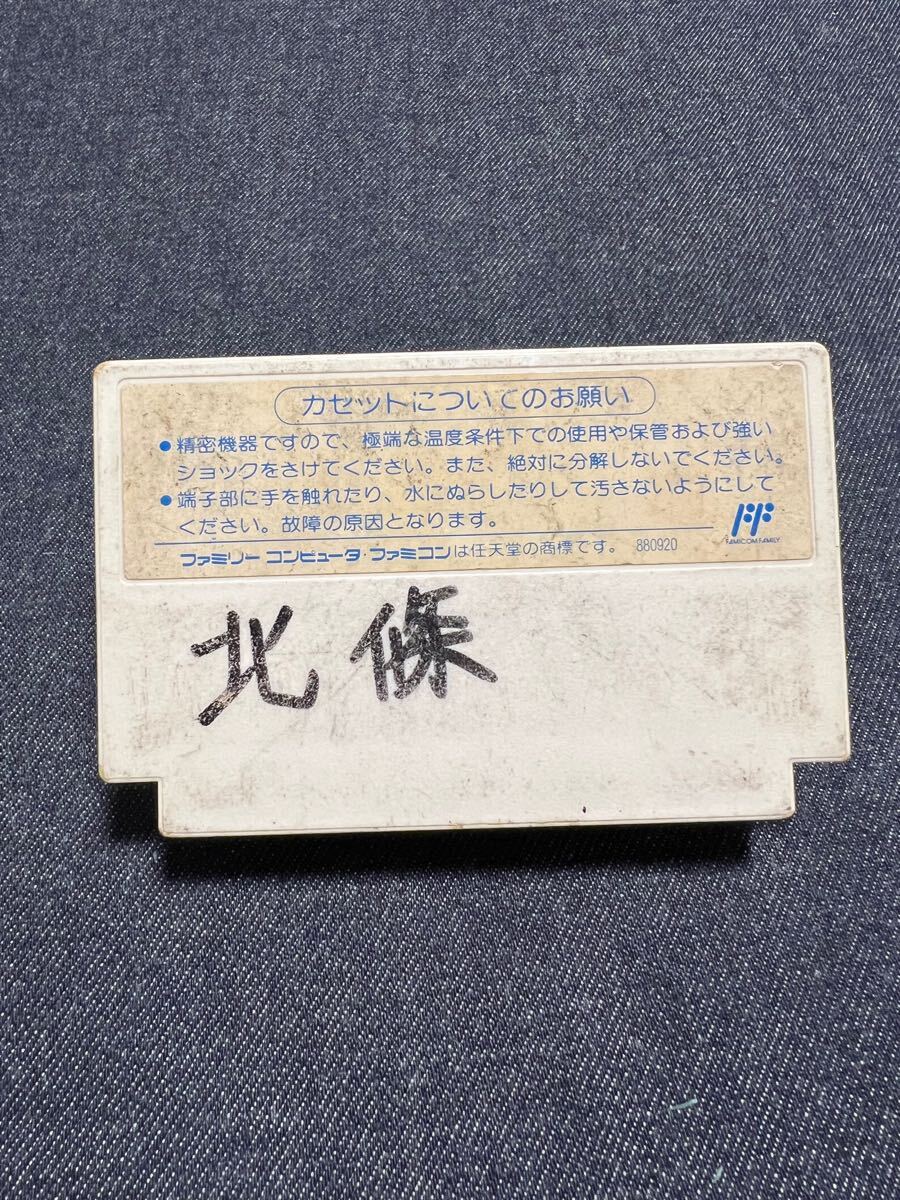 カセットについてのお願い
●精密機器ですので、極端な温度条件下での使用や保管および強い
ショックをさけてください。また、絶対に分解しないでください。
●端子部に手を触れたり、水にぬらしたりして汚さないようにして
ください。故障の原因となります。
FAMICOM FAMILY
ファミリー コンピュータ・ファミコンは任天堂の商標です。 880920
北條